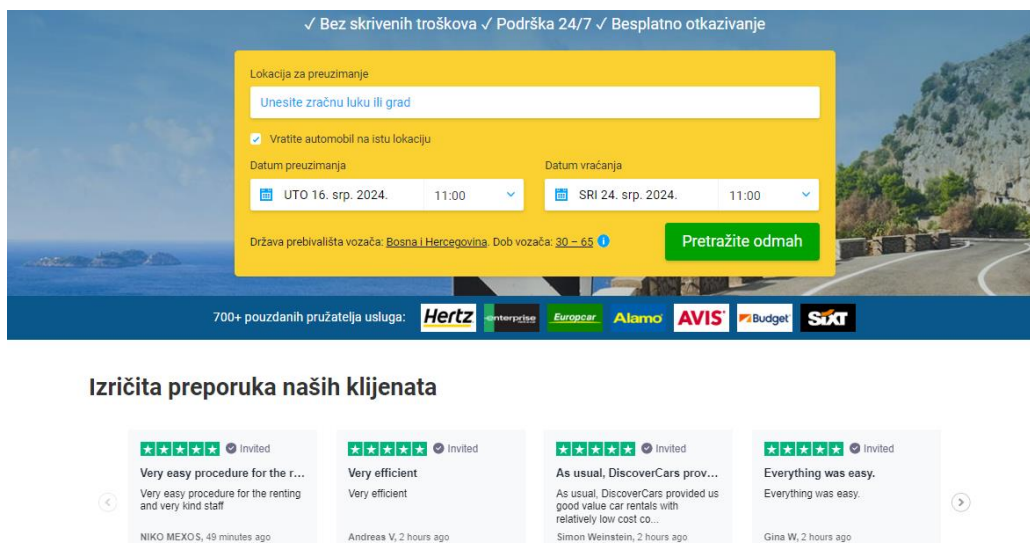 ✓ Bez skrivenih troškova ✓ Podrška 24/7 ✓ Besplatno otkazivanje
Lokacija za preuzimanje
Unesite zračnu luku ili grad
Vratite automobil na istu lokaciju
Datum preuzimanja
Datum vraćanja
UTO 16. srp. 2024. 11:00
SRI 24. srp. 2024. 11:00
Država prebivališta vozača: Bosna i Hercegovina. Dob vozača: 30 – 65
Pretražite odmah
700+ pouzdanih pružatelja usluga: Hertz enterprise Europcar Alamo AVIS Budget SiXT
Izričita preporuka naših klijenata
Invited
Very easy procedure for the r...
Very easy procedure for the renting
and very kind staff
NIKO MEXOS, 49 minutes ago
Invited
Very efficient
Very efficient
Andreas V, 2 hours ago
Invited
As usual, DiscoverCars prov...
As usual, DiscoverCars provided us
good value car rentals with
relatively low cost co...
Simon Weinstein, 2 hours ago
Invited
Everything was easy.
Everything was easy.
Gina W, 2 hours ago